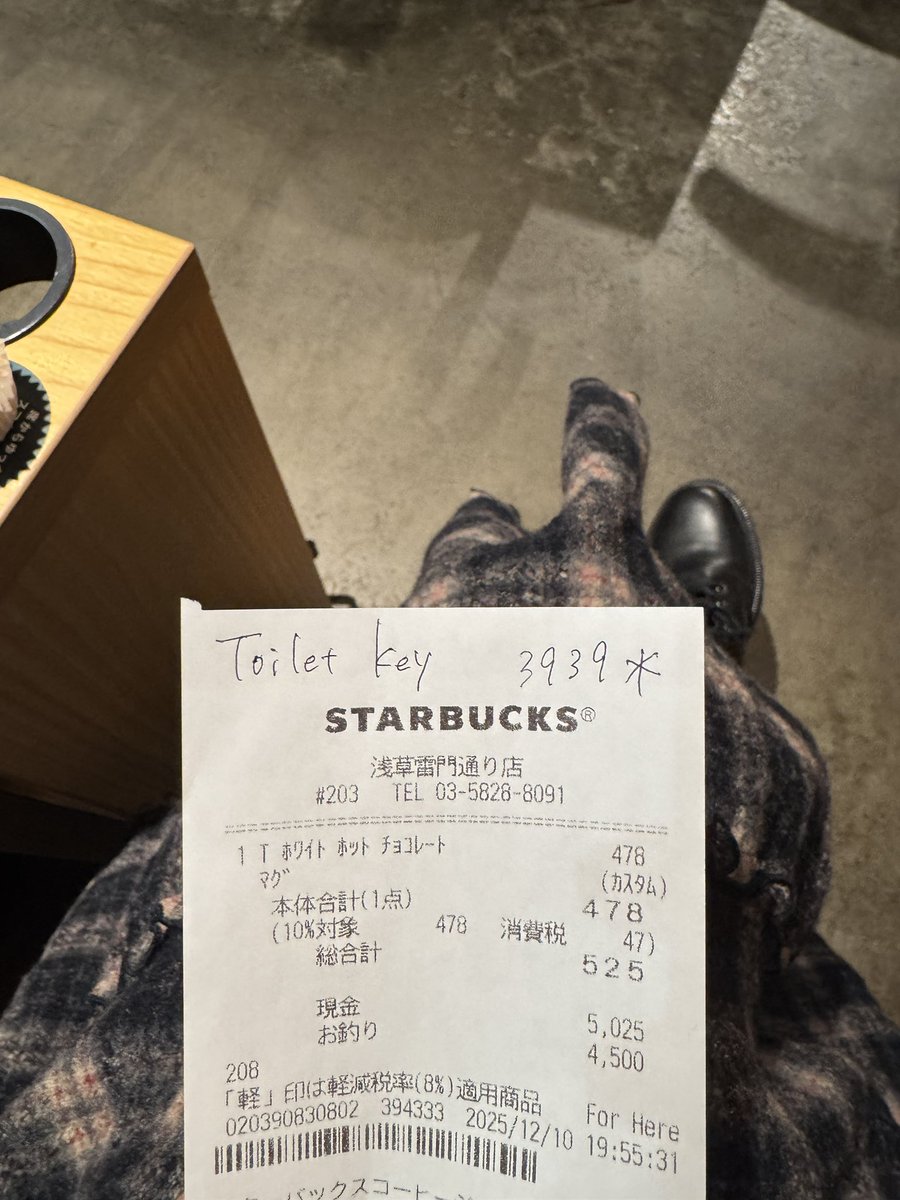 Toilet key 3939*
STARBUCKS®
浅草雷門通り店
#203 TEL 03-5828-8091
1 T ホワイト ホット チョコレート 478
マグ (カスタム)
本体合計(1点) 478
(10%対象 478 消費税 47)
総合計 525
現金 5,025
お釣り 4,500
208
「軽」印は軽減税率(8%)適用商品 For Here
020390830802 394333 2025/12/10 19:55:31